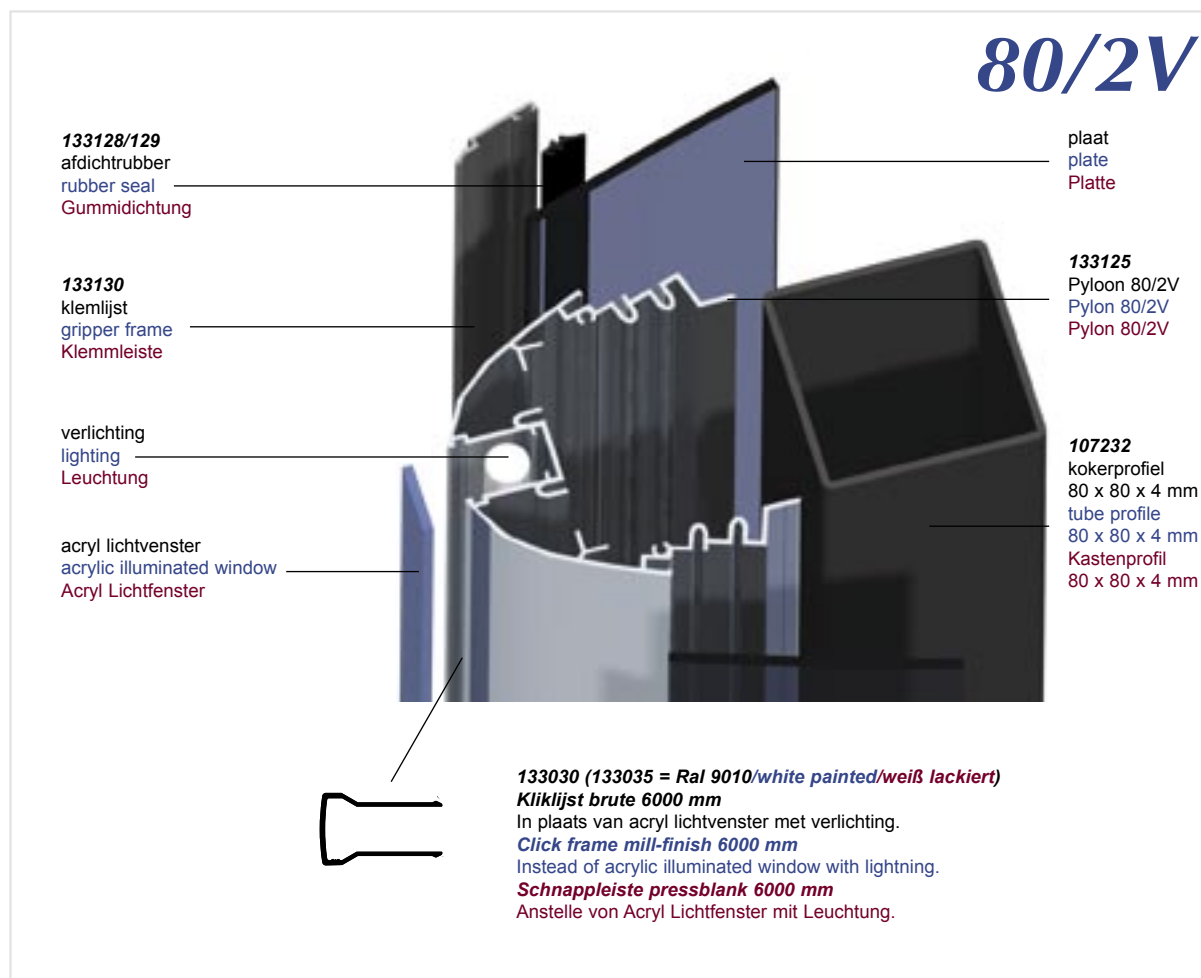 80/2V
133128/129
afdichtrubber
rubber seal
Gummidichtung
133130
klemlijst
gripper frame
Klemmleiste
verlichting
lighting
Leuchtung
acryl lichtvenster
acrylic illuminated window
Acryl Lichtfenster
plaat
plate
Platte
133125
Pyloon 80/2V
Pylon 80/2V
Pylon 80/2V
107232
kokerprofiel
80 x 80 x 4 mm
tube profile
80 x 80 x 4 mm
Kastenprofil
80 x 80 x 4 mm
133030 (133035 = Ral 9010/white painted/weiß lackiert)
Kliklijst brute 6000 mm
In plaats van acryl lichtvenster met verlichting.
Click frame mill-finish 6000 mm
Instead of acrylic illuminated window with lightning.
Schnappleiste pressblank 6000 mm
Anstelle von Acryl Lichtfenster mit Leuchtung.